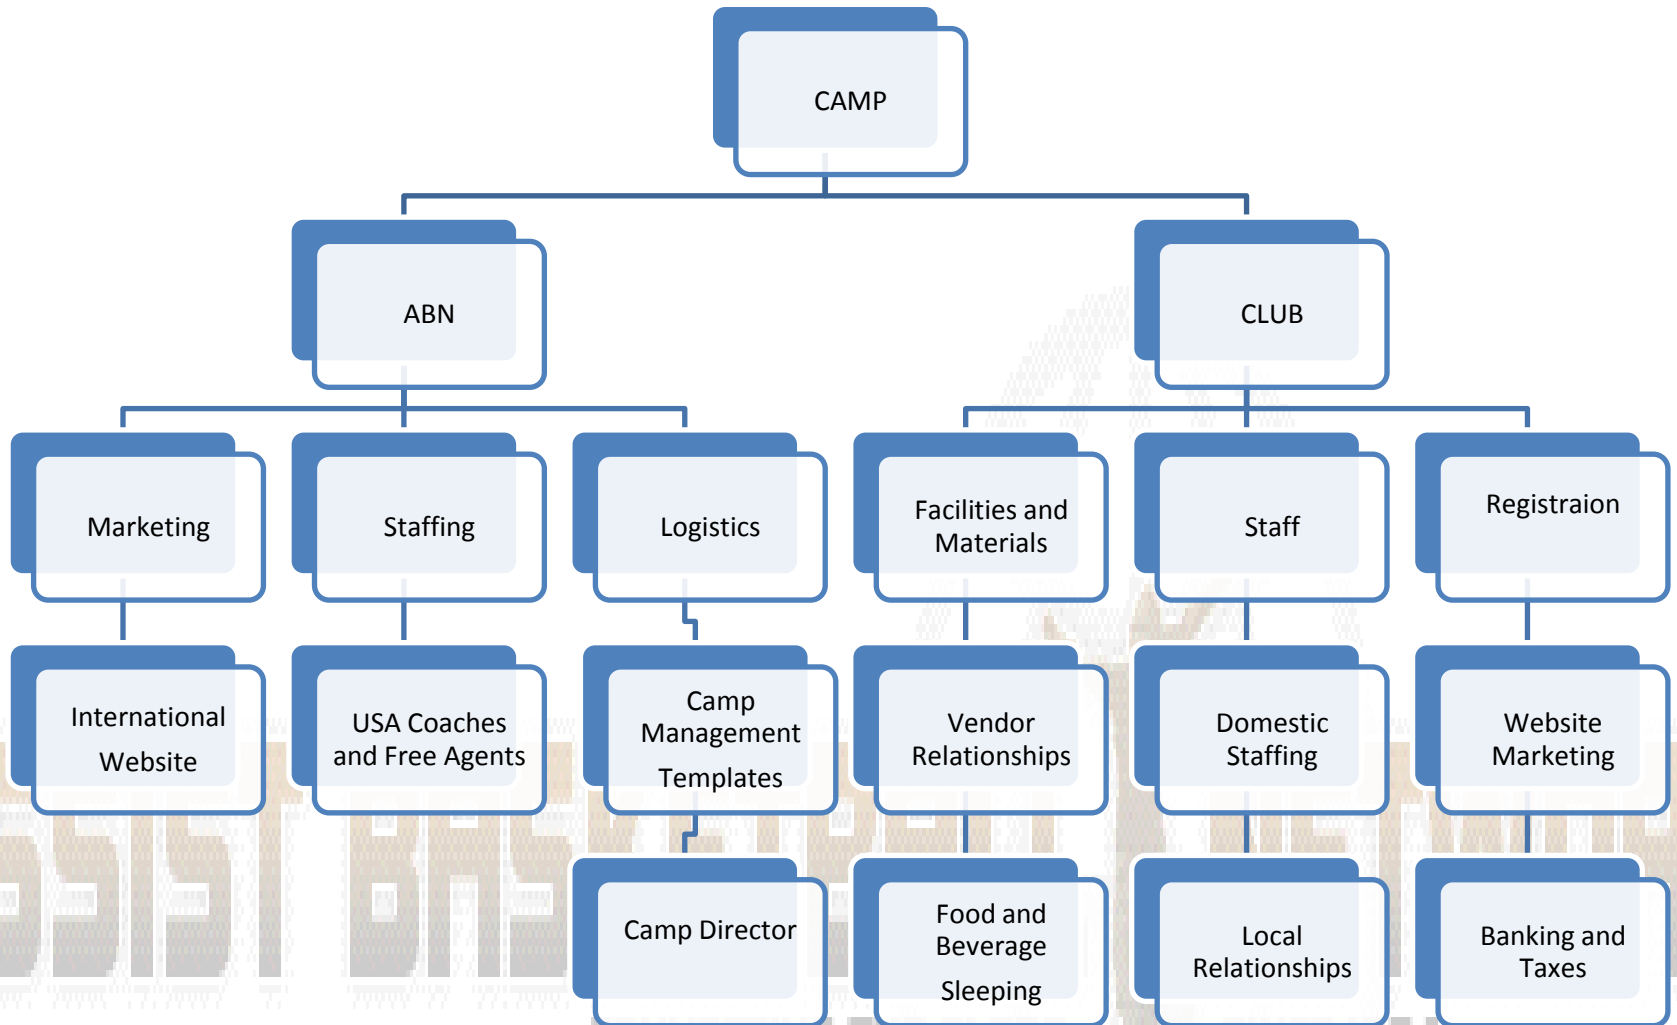 CAMP
ABN
CLUB
Marketing
Staffing
Logistics
Facilities and
Materials
Staff
Registraion
International
Website
USA Coaches
and Free Agents
Camp
Management
Templates
Vendor
Relationships
Domestic
Staffing
Website
Marketing
Camp Director
Food and
Beverage
Sleeping
Local
Relationships
Banking and
Taxes